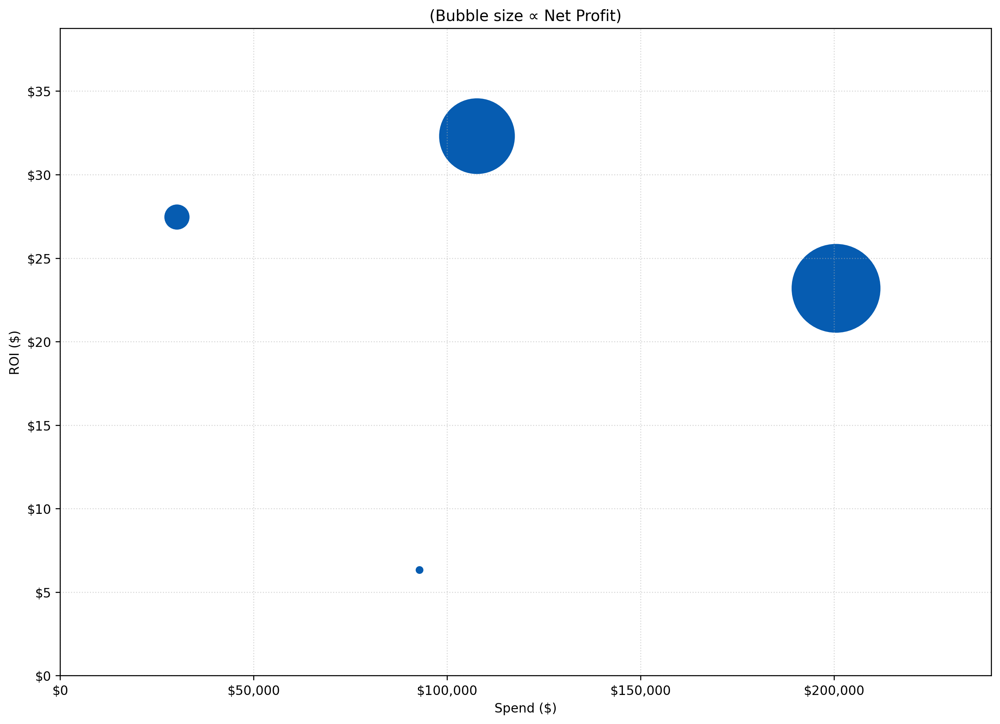 (Bubble size ∝ Net Profit)
ROI ($)
$35
$30
$25
$20
$15
$10
$5
$0
$0 $50,000 $100,000 $150,000 $200,000
Spend ($)